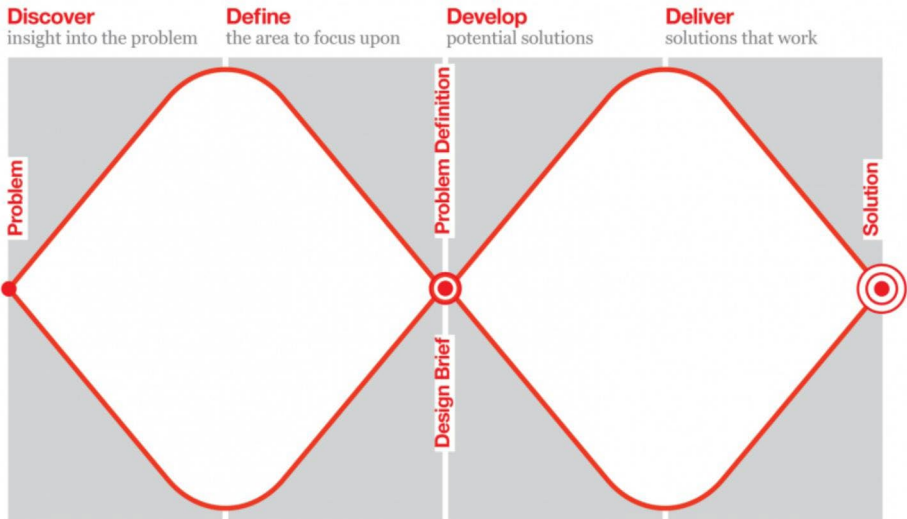 Discover
insight into the problem
Define
the area to focus upon
Develop
potential solutions
Deliver
solutions that work
Problem
Problem Definition
Design Brief
Solution